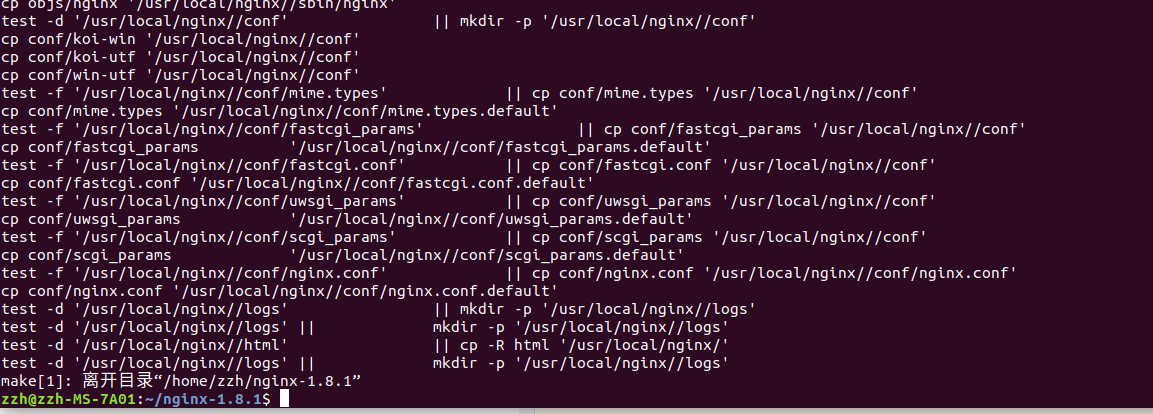 cp objs/nginx '/usr/local/nginx//sbin/nginx'
test -d '/usr/local/nginx//conf' || mkdir -p '/usr/local/nginx//conf'
cp conf/koi-win '/usr/local/nginx//conf'
cp conf/koi-utf '/usr/local/nginx//conf'
cp conf/win-utf '/usr/local/nginx//conf'
test -f '/usr/local/nginx//conf/mime.types' || cp conf/mime.types '/usr/local/nginx//conf'
cp conf/mime.types '/usr/local/nginx//conf/mime.types.default'
test -f '/usr/local/nginx//conf/fastcgi_params' || cp conf/fastcgi_params '/usr/local/nginx//conf'
cp conf/fastcgi_params '/usr/local/nginx//conf/fastcgi_params.default'
test -f '/usr/local/nginx//conf/fastcgi.conf' || cp conf/fastcgi.conf '/usr/local/nginx//conf'
cp conf/fastcgi.conf '/usr/local/nginx//conf/fastcgi.conf.default'
test -f '/usr/local/nginx//conf/uwsgi_params' || cp conf/uwsgi_params '/usr/local/nginx//conf'
cp conf/uwsgi_params '/usr/local/nginx//conf/uwsgi_params.default'
test -f '/usr/local/nginx//conf/scgi_params' || cp conf/scgi_params '/usr/local/nginx//conf'
cp conf/scgi_params '/usr/local/nginx//conf/scgi_params.default'
test -f '/usr/local/nginx//conf/nginx.conf' || cp conf/nginx.conf '/usr/local/nginx//conf/nginx.conf'
cp conf/nginx.conf '/usr/local/nginx//conf/nginx.conf.default'
test -d '/usr/local/nginx//logs' || mkdir -p '/usr/local/nginx//logs'
test -d '/usr/local/nginx//logs' || mkdir -p '/usr/local/nginx//logs'
test -d '/usr/local/nginx//html' || cp -R html '/usr/local/nginx/'
test -d '/usr/local/nginx//logs' || mkdir -p '/usr/local/nginx//logs'
make[1]: 离开目录“/home/zzh/nginx-1.8.1”
zzh@zzh-MS-7A01:~/nginx-1.8.1$